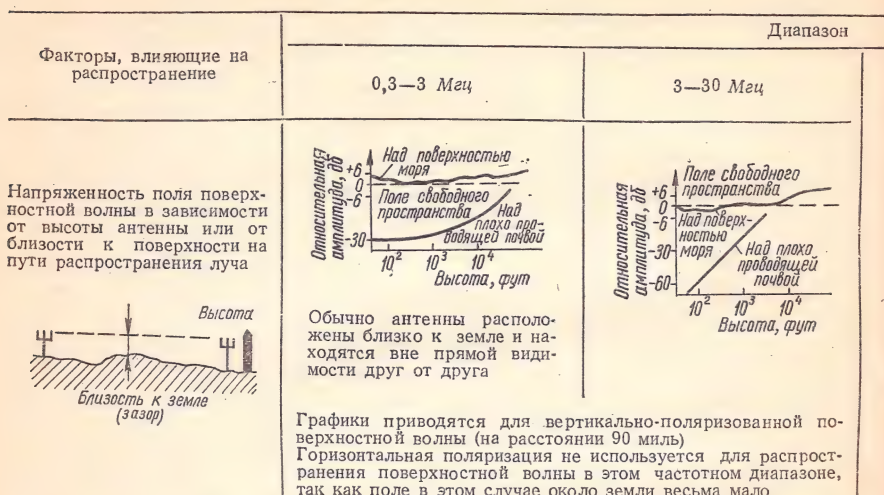 Диапазон
Факторы, влияющие на
распространение
0,3—3 Мгц
3—30 Мгц
Напряженность поля поверх-
ностной волны в зависимости
от высоты антенны или от
близости к поверхности на
пути распространения луча
Высота
Близость к земле
(зазор)
Относительная
амплитуда, дб
+6
0
-6
-30
Над поверхностью
моря
Поле свободного
пространства
Над
плохо про-
водящей почвой
10² 10³ 10⁴
Высота, фут
Обычно антенны располо-
жены близко к земле и на-
ходятся вне прямой види-
мости друг от друга
Относительная
амплитуда, дб
+6
0
-6
-30
-60
Поле свободного
пространства
Над поверх-
ностью
моря
Над плохо
проводящей
почвой
10² 10³ 10⁴
Высота, фут
Графики приводятся для вертикально-поляризованной по-
верхностной волны (на расстоянии 90 миль)
Горизонтальная поляризация не используется для распрост-
ранения поверхностной волны в этом частотном диапазоне,
так как поле в этом случае около земли весьма мало